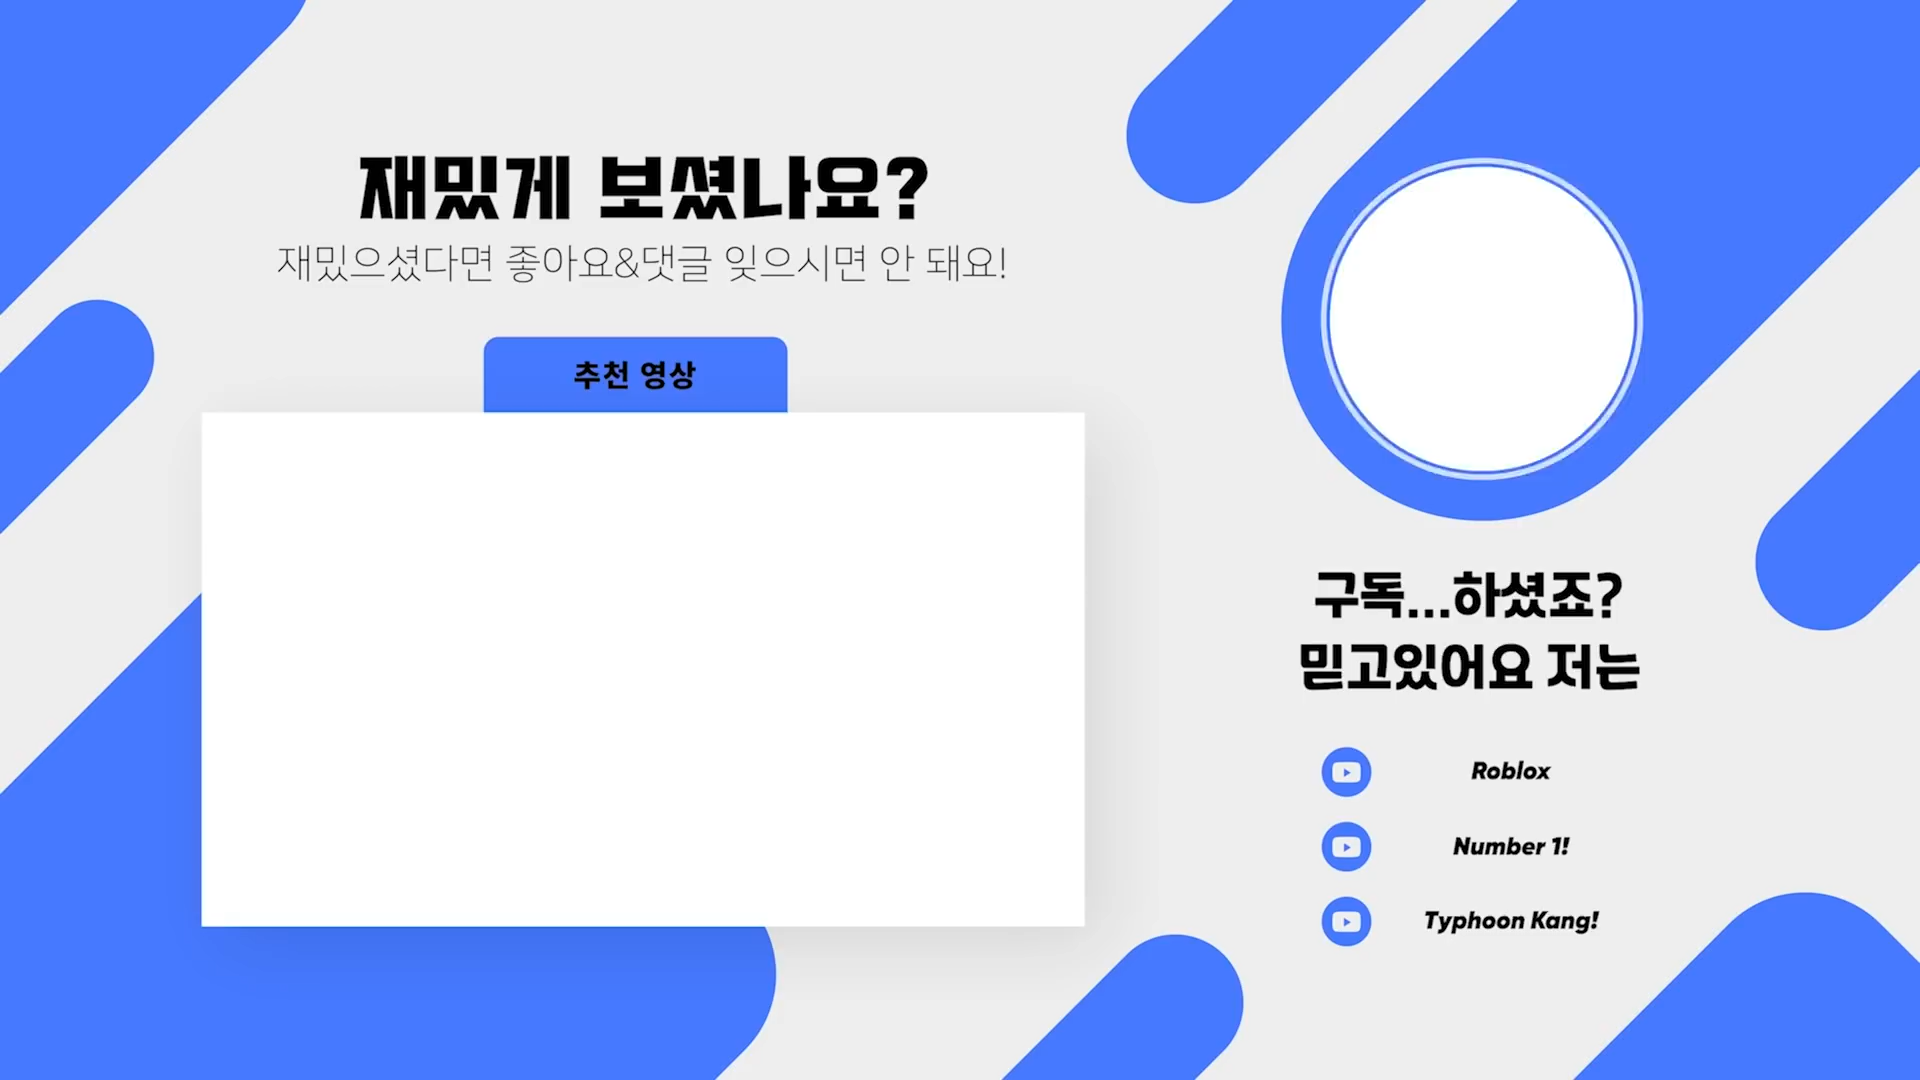 재밌게 보셨나요?
재밌으셨다면 좋아요&댓글 잊으시면 안 돼요!
추천 영상
구독...하셨죠?
믿고있어요 저는
Roblox
Number 1!
Typhoon Kang!